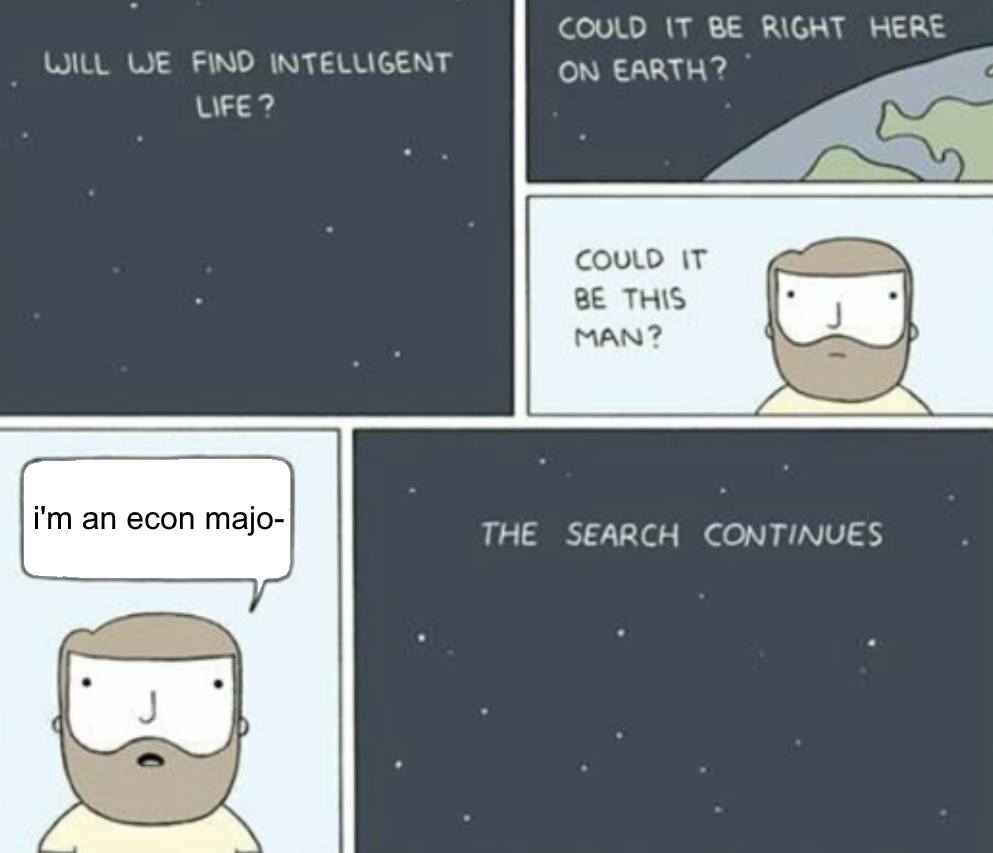 WILL WE FIND INTELLIGENT
LIFE?
COULD IT BE RIGHT HERE
ON EARTH?
COULD IT
BE THIS
MAN?
i'm an econ majo-
THE SEARCH CONTINUES